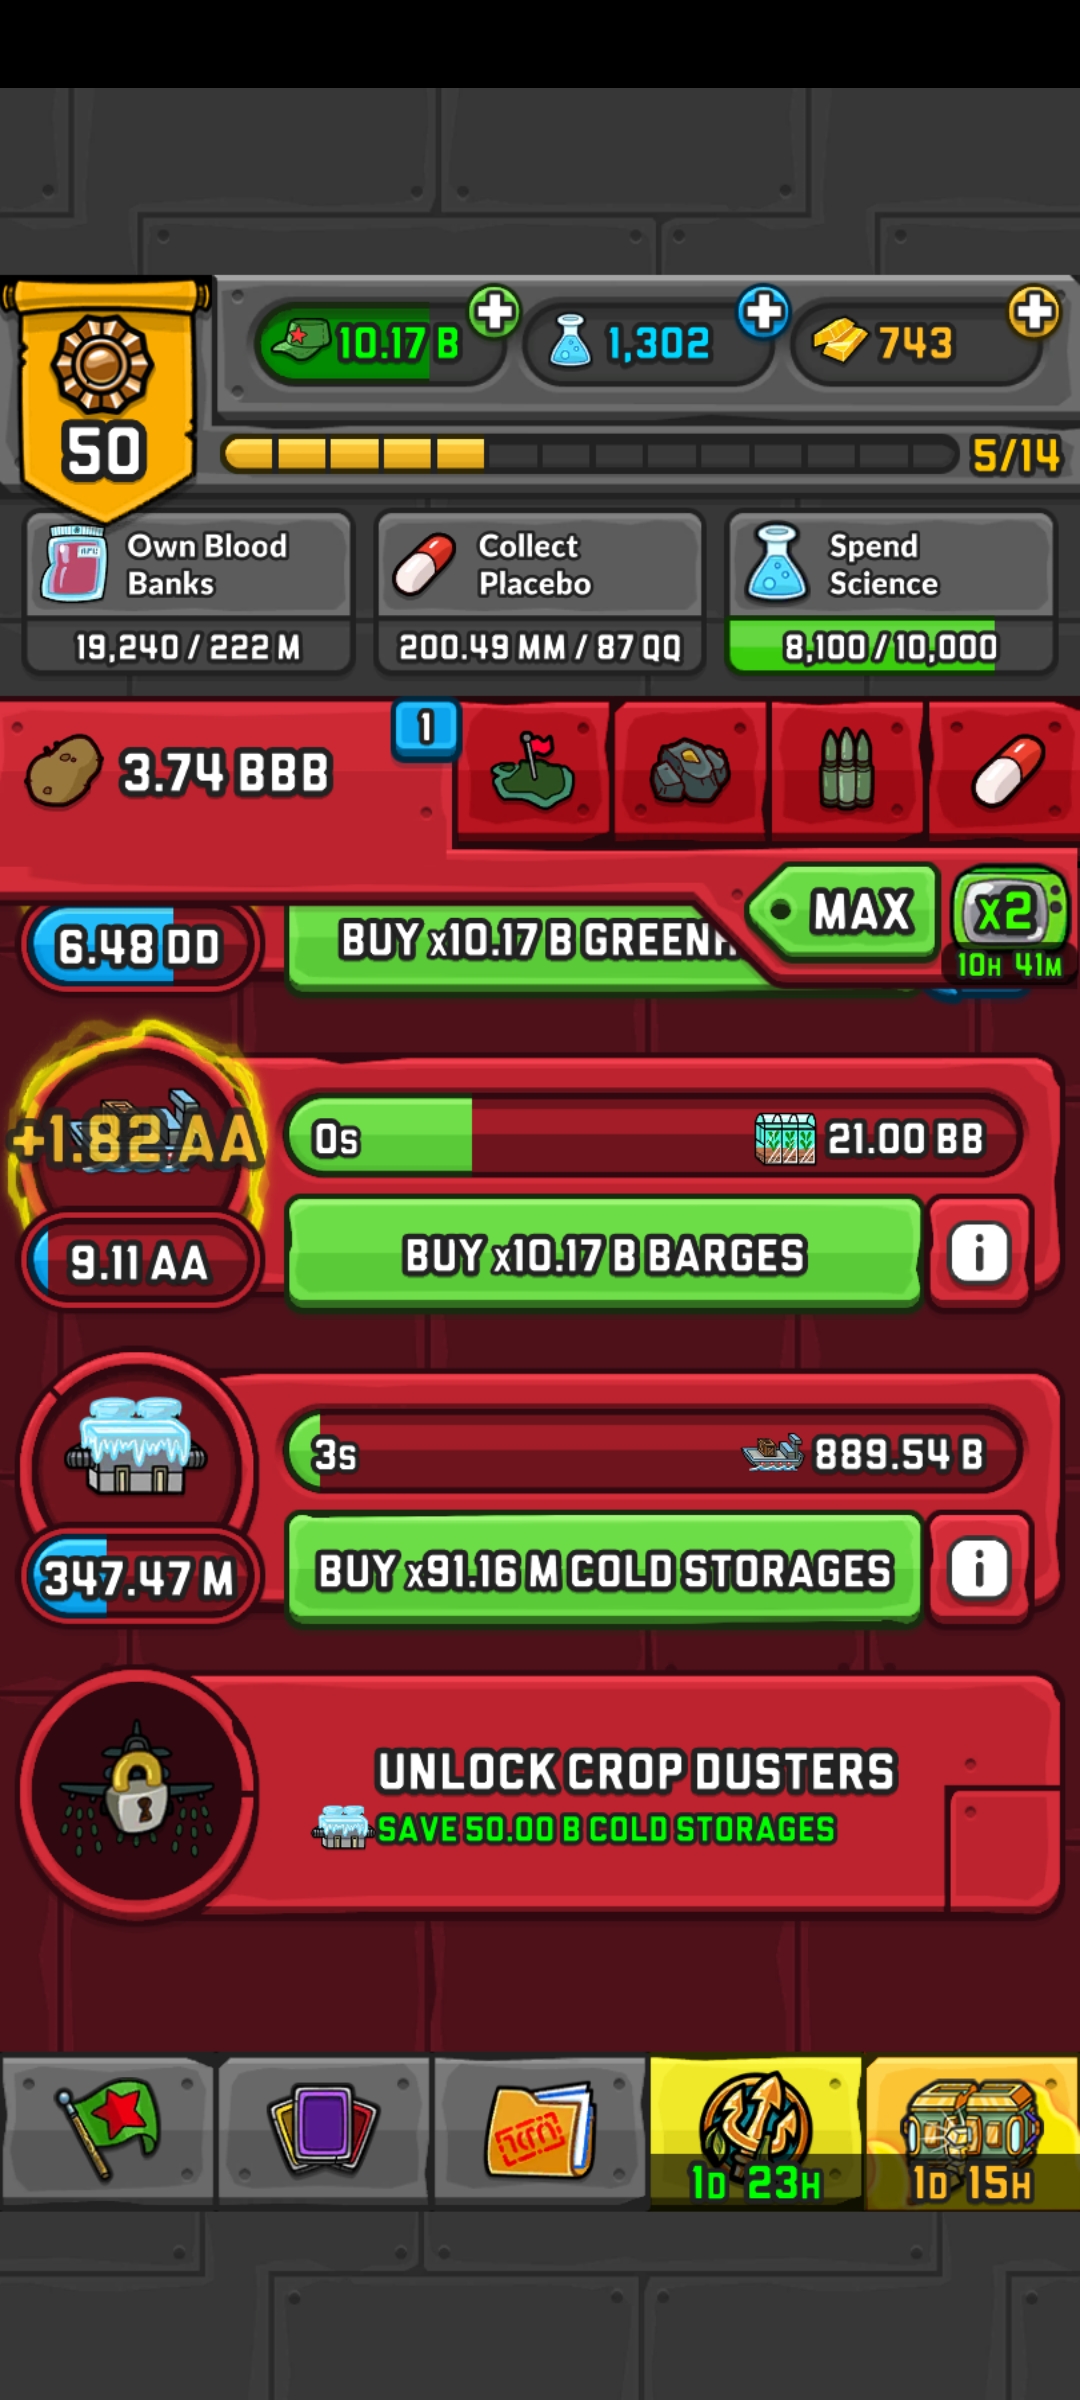 10.17 B
1,302
743
50
5/14
Own Blood
Banks
19,240 / 222 M
Collect
Placebo
200.49 MM / 87 QQ
Spend
Science
8,100 / 10,000
3.74 BBB
1
MAX
x2
10H 41M
6.48 DD
BUY x10.17 B GREENH
+1.82 AA
0s
21.00 BB
9.11 AA
BUY x10.17 B BARGES
i
3s
889.54 B
347.47 M
BUY x91.16 M COLD STORAGES
i
UNLOCK CROP DUSTERS
SAVE 50.00 B COLD STORAGES
1D 23H
1D 15H